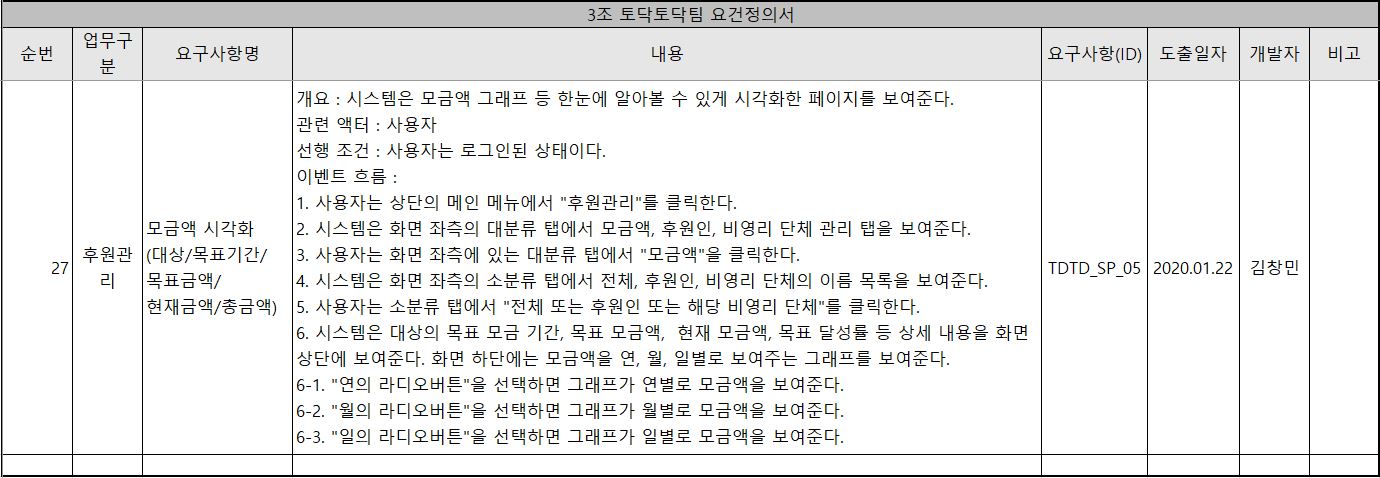 3조 토닥토닥팀 요건정의서
순번
업무구
분
요구사항명
내용
요구사항(ID)
도출일자
개발자
비고
27
후원관
리
모금액 시각화
(대상/목표기간/
목표금액/
현재금액/총금액)
개요 : 시스템은 모금액 그래프 등 한눈에 알아볼 수 있게 시각화한 페이지를 보여준다.
관련 액터 : 사용자
선행 조건 : 사용자는 로그인된 상태이다.
이벤트 흐름 :
1. 사용자는 상단의 메인 메뉴에서 "후원관리"를 클릭한다.
2. 시스템은 화면 좌측의 대분류 탭에서 모금액, 후원인, 비영리 단체 관리 탭을 보여준다.
3. 사용자는 화면 좌측에 있는 대분류 탭에서 "모금액"을 클릭한다.
4. 시스템은 화면 좌측의 소분류 탭에서 전체, 후원인, 비영리 단체의 이름 목록을 보여준다.
5. 사용자는 소분류 탭에서 "전체 또는 후원인 또는 해당 비영리 단체"를 클릭한다.
6. 시스템은 대상의 목표 모금 기간, 목표 모금액, 현재 모금액, 목표 달성률 등 상세 내용을 화면
상단에 보여준다. 화면 하단에는 모금액을 연, 월, 일별로 보여주는 그래프를 보여준다.
6-1. "연의 라디오버튼"을 선택하면 그래프가 연별로 모금액을 보여준다.
6-2. "월의 라디오버튼"을 선택하면 그래프가 월별로 모금액을 보여준다.
6-3. "일의 라디오버튼"을 선택하면 그래프가 일별로 모금액을 보여준다.
TDTD_SP_05
2020.01.22
김창민